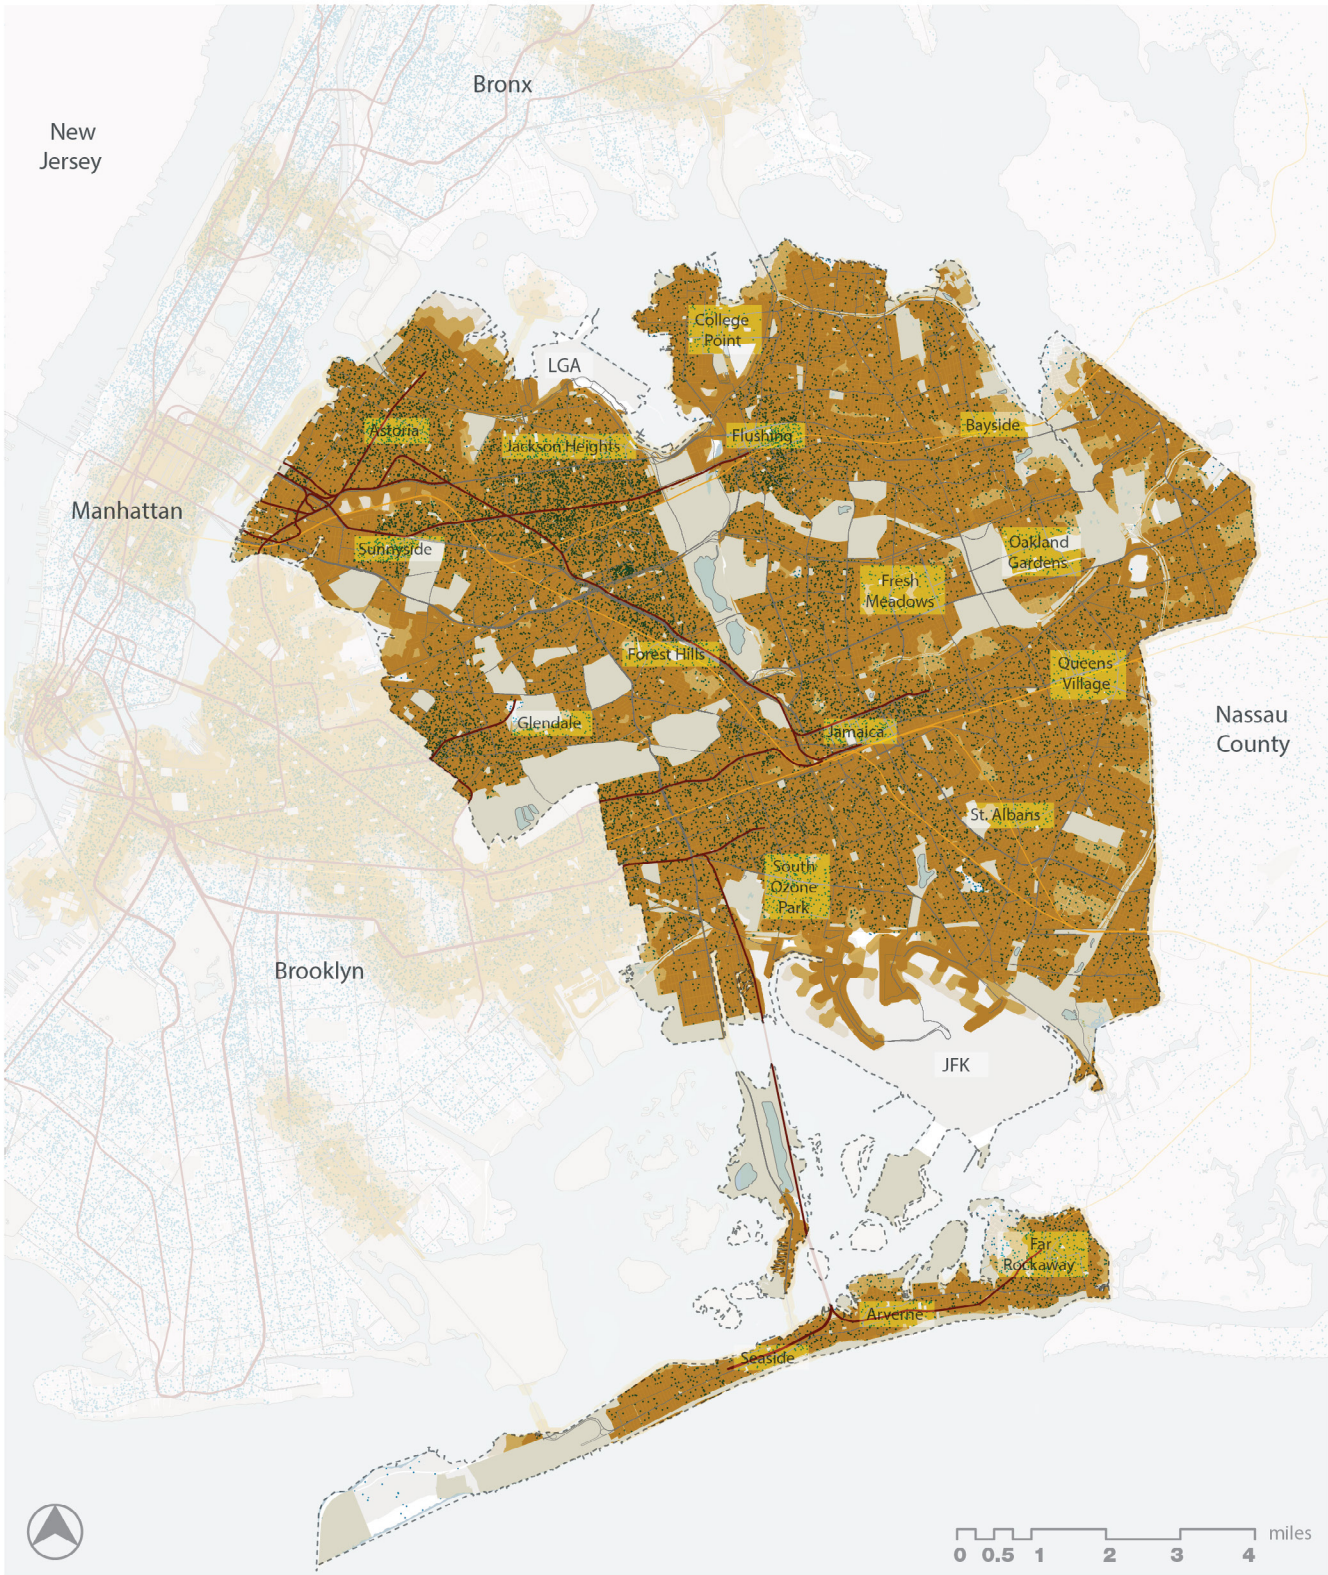 Bronx
New
Jersey
College
Point
LGA
Astoria
Jackson Heights
Flushing
Bayside
Manhattan
Sunnyside
Oakland
Gardens
Fresh
Meadows
Forest Hills
Queens
Village
Glendale
Jamaica
Nassau
County
St. Albans
South
Ozone
Park
Brooklyn
JFK
Far
Rockaway
Arverne
Seaside
miles
0 0.5 1 2 3 4